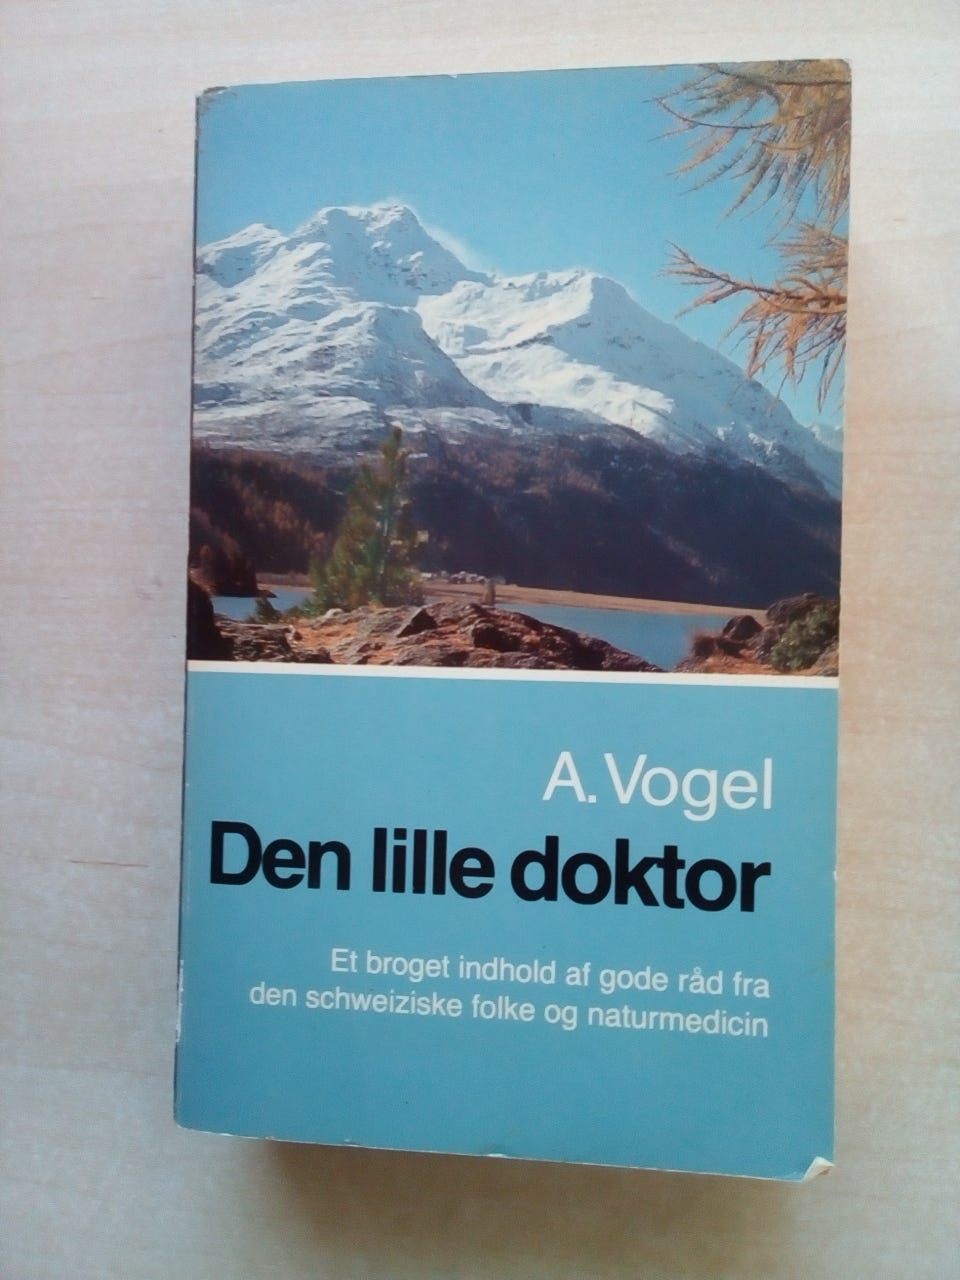 A. Vogel
Den lille doktor
Et broget indhold af gode råd fra
den schweiziske folke og naturmedicin